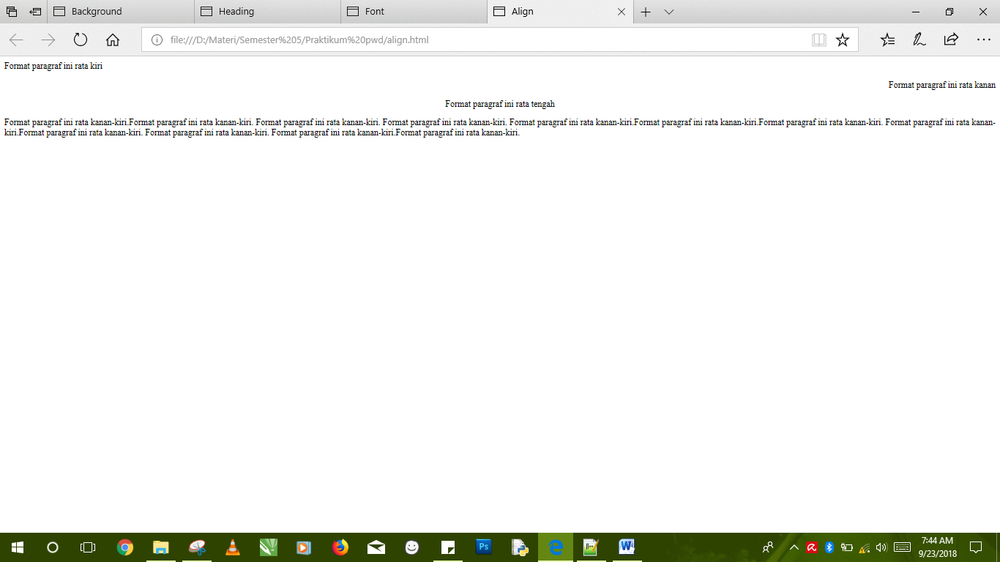 Background Heading Font Align
file:///D:/Materi/Semester%205/Praktikum%20pwd/align.html
Format paragraf ini rata kiri
Format paragraf ini rata kanan
Format paragraf ini rata tengah
Format paragraf ini rata kanan-kiri.Format paragraf ini rata kanan-kiri. Format paragraf ini rata kanan-kiri. Format paragraf ini rata kanan-kiri. Format paragraf ini rata kanan-kiri.Format paragraf ini rata kanan-kiri.Format paragraf ini rata kanan-kiri. Format paragraf ini rata kanan-
kiri.Format paragraf ini rata kanan-kiri. Format paragraf ini rata kanan-kiri. Format paragraf ini rata kanan-kiri.Format paragraf ini rata kanan-kiri.
Ps
7:44 AM
9/23/2018